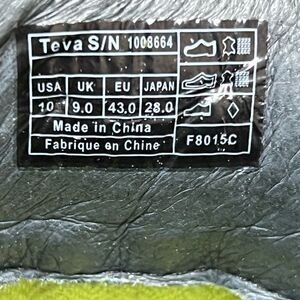 Teva S/N 1008664
USA UK EU JAPAN
10 9.0 43.0 28.0
Made in China
Fabrique en Chine
F8015C